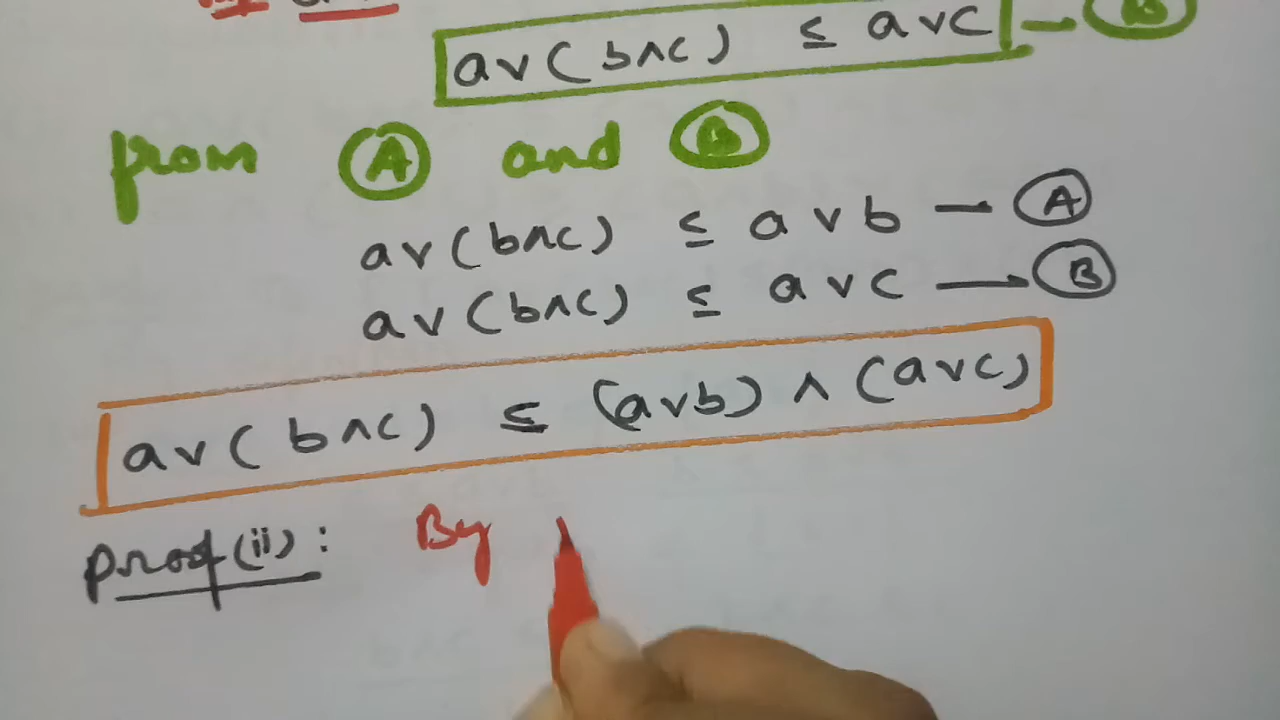 a∨(b∧c) ≤ a∨c — B
from A and B
a∨(b∧c) ≤ a∨b — A
a∨(b∧c) ≤ a∨c — B
a∨(b∧c) ≤ (a∨b) ∧ (a∨c)
Proof(ii): By